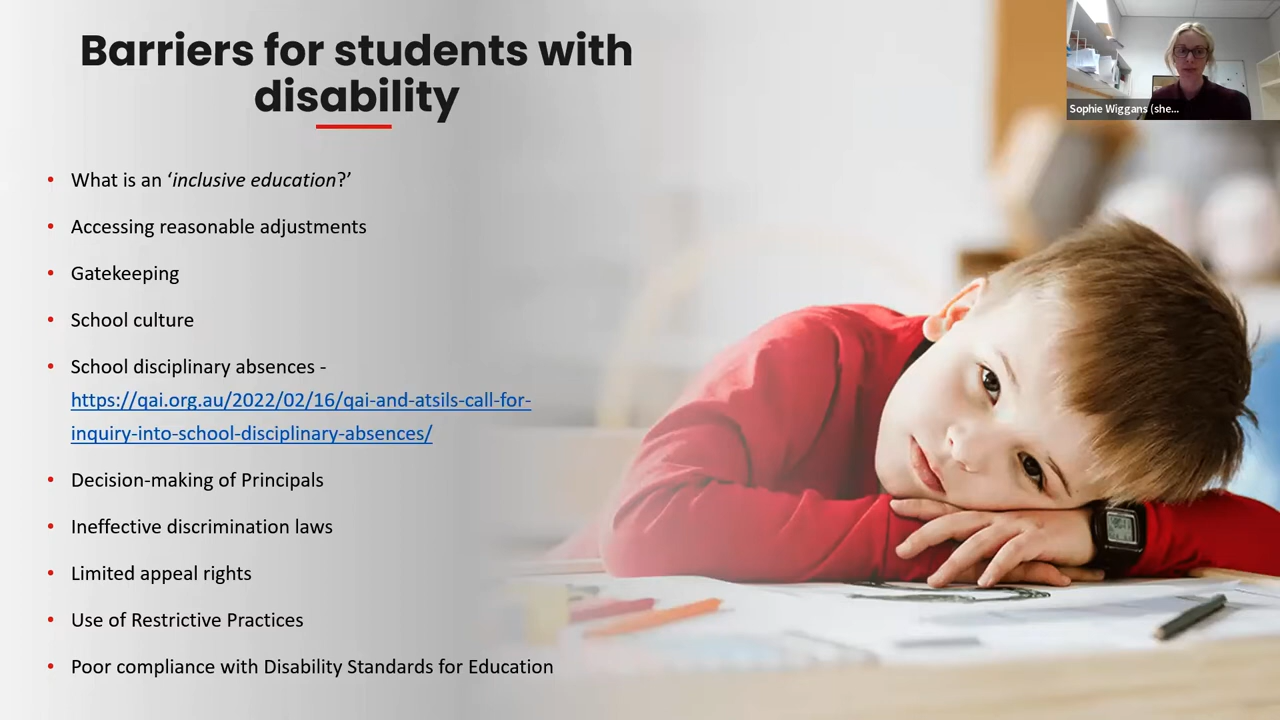 Barriers for students with
disability
Sophie Wiggans (she...
• What is an ‘inclusive education?’
• Accessing reasonable adjustments
• Gatekeeping
• School culture
• School disciplinary absences -
https://qai.org.au/2022/02/16/qai-and-atsils-call-for-
inquiry-into-school-disciplinary-absences/
• Decision-making of Principals
• Ineffective discrimination laws
• Limited appeal rights
• Use of Restrictive Practices
• Poor compliance with Disability Standards for Education